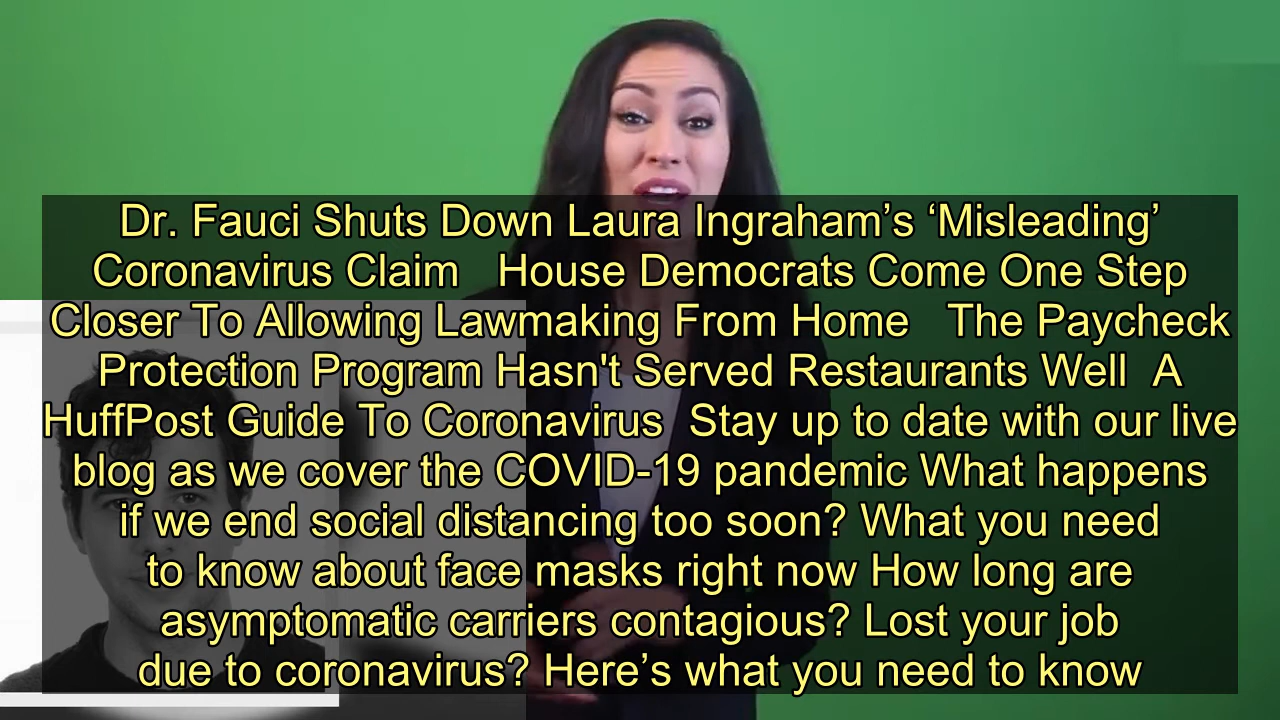 Dr. Fauci Shuts Down Laura Ingraham’s ‘Misleading’
Coronavirus Claim   House Democrats Come One Step
Closer To Allowing Lawmaking From Home   The Paycheck
Protection Program Hasn't Served Restaurants Well  A
HuffPost Guide To Coronavirus  Stay up to date with our live
blog as we cover the COVID-19 pandemic What happens
if we end social distancing too soon? What you need
to know about face masks right now How long are
asymptomatic carriers contagious? Lost your job
due to coronavirus? Here’s what you need to know